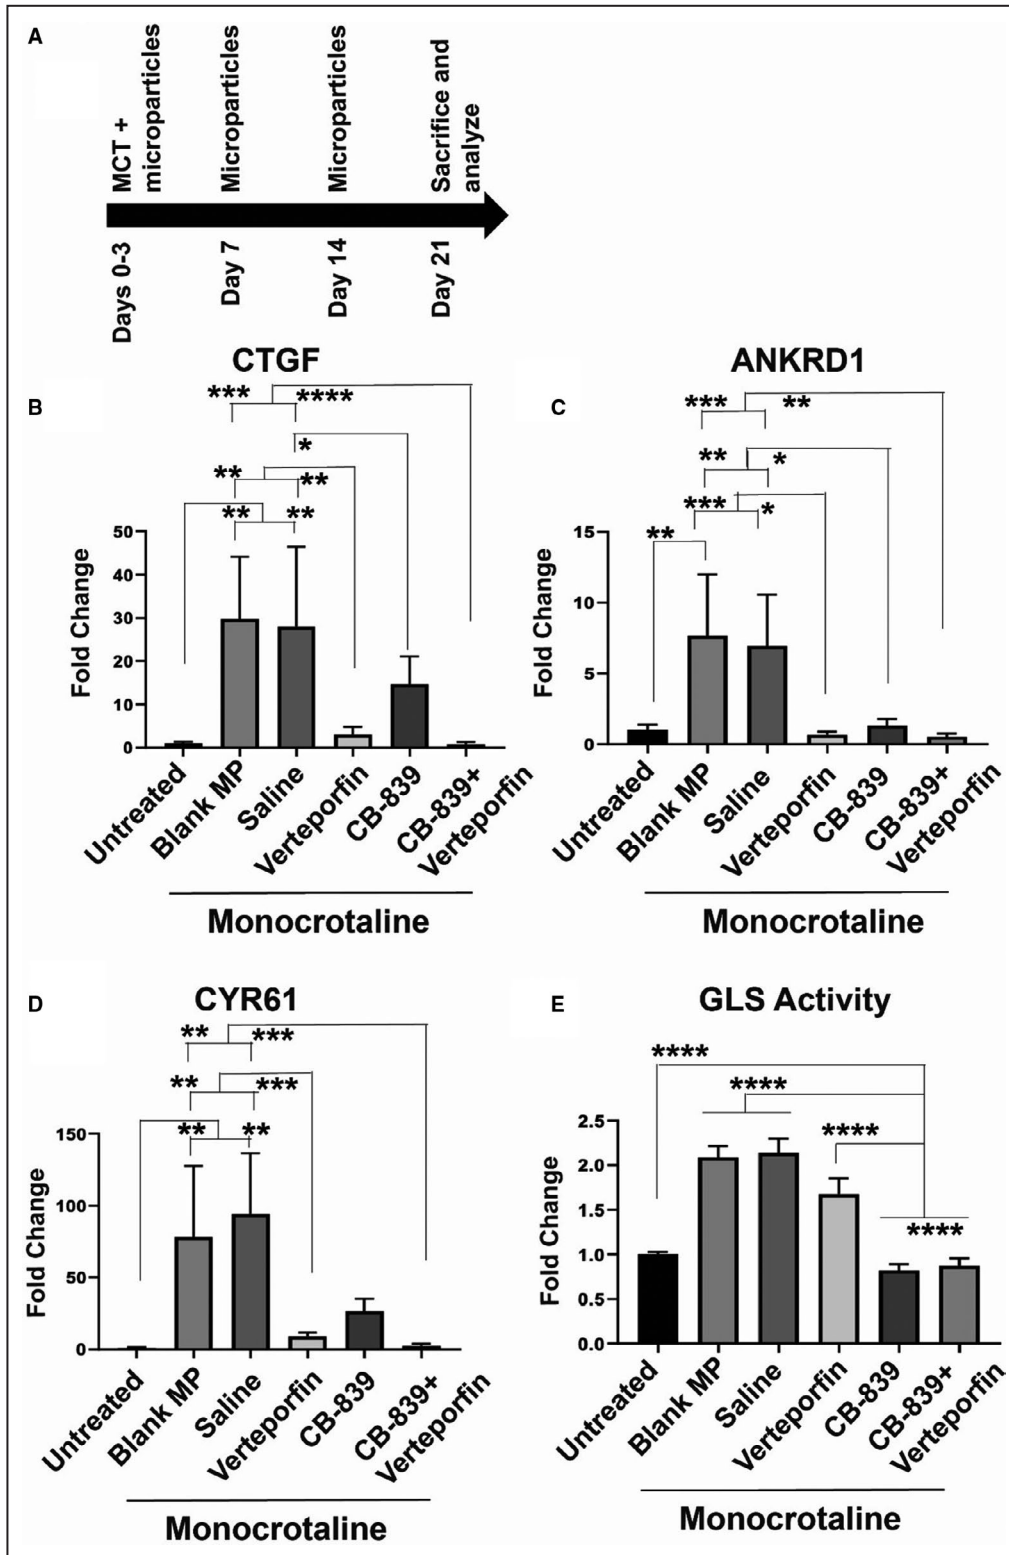 A
MCT +
microparticles
Microparticles
Microparticles
Sacrifice and
analyze
Days 0-3
Day 7
Day 14
Day 21
B
CTGF
*** ****
*
** **
** **
Fold Change
50
40
30
20
10
0
Untreated
Blank MP
Saline
Verteporfin
CB-839
CB-839+
Verteporfin
Monocrotaline
C
ANKRD1
*** **
** *
*** *
**
Fold Change
15
10
5
0
Untreated
Blank MP
Saline
Verteporfin
CB-839
CB-839+
Verteporfin
Monocrotaline
D
CYR61
** ***
** ***
** **
Fold Change
150
100
50
0
Untreated
Blank MP
Saline
Verteporfin
CB-839
CB-839+
Verteporfin
Monocrotaline
E
GLS Activity
****
****
****
****
Fold Change
2.5
2.0
1.5
1.0
0.5
0.0
Untreated
Blank MP
Saline
Verteporfin
CB-839
CB-839+
Verteporfin
Monocrotaline